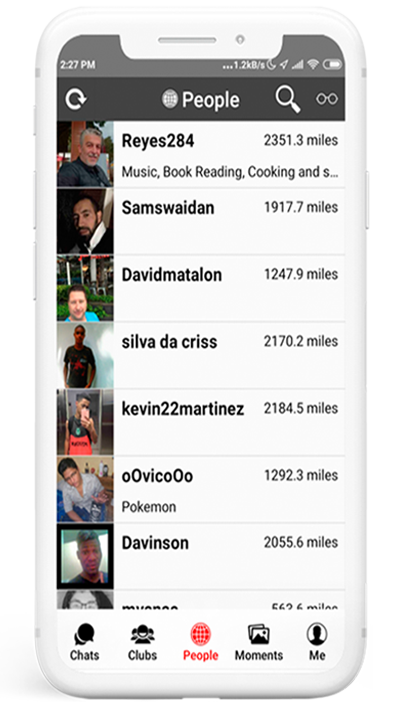 2:27 PM ...1.2kB/s
People
Reyes284 2351.3 miles
Music, Book Reading, Cooking and s...
Samswaidan 1917.7 miles
Davidmatalon 1247.9 miles
silva da criss 2170.2 miles
kevin22martinez 2184.5 miles
oOvicoOo 1292.3 miles
Pokemon
Davinson 2055.6 miles
563.6 miles
Chats Clubs People Moments Me